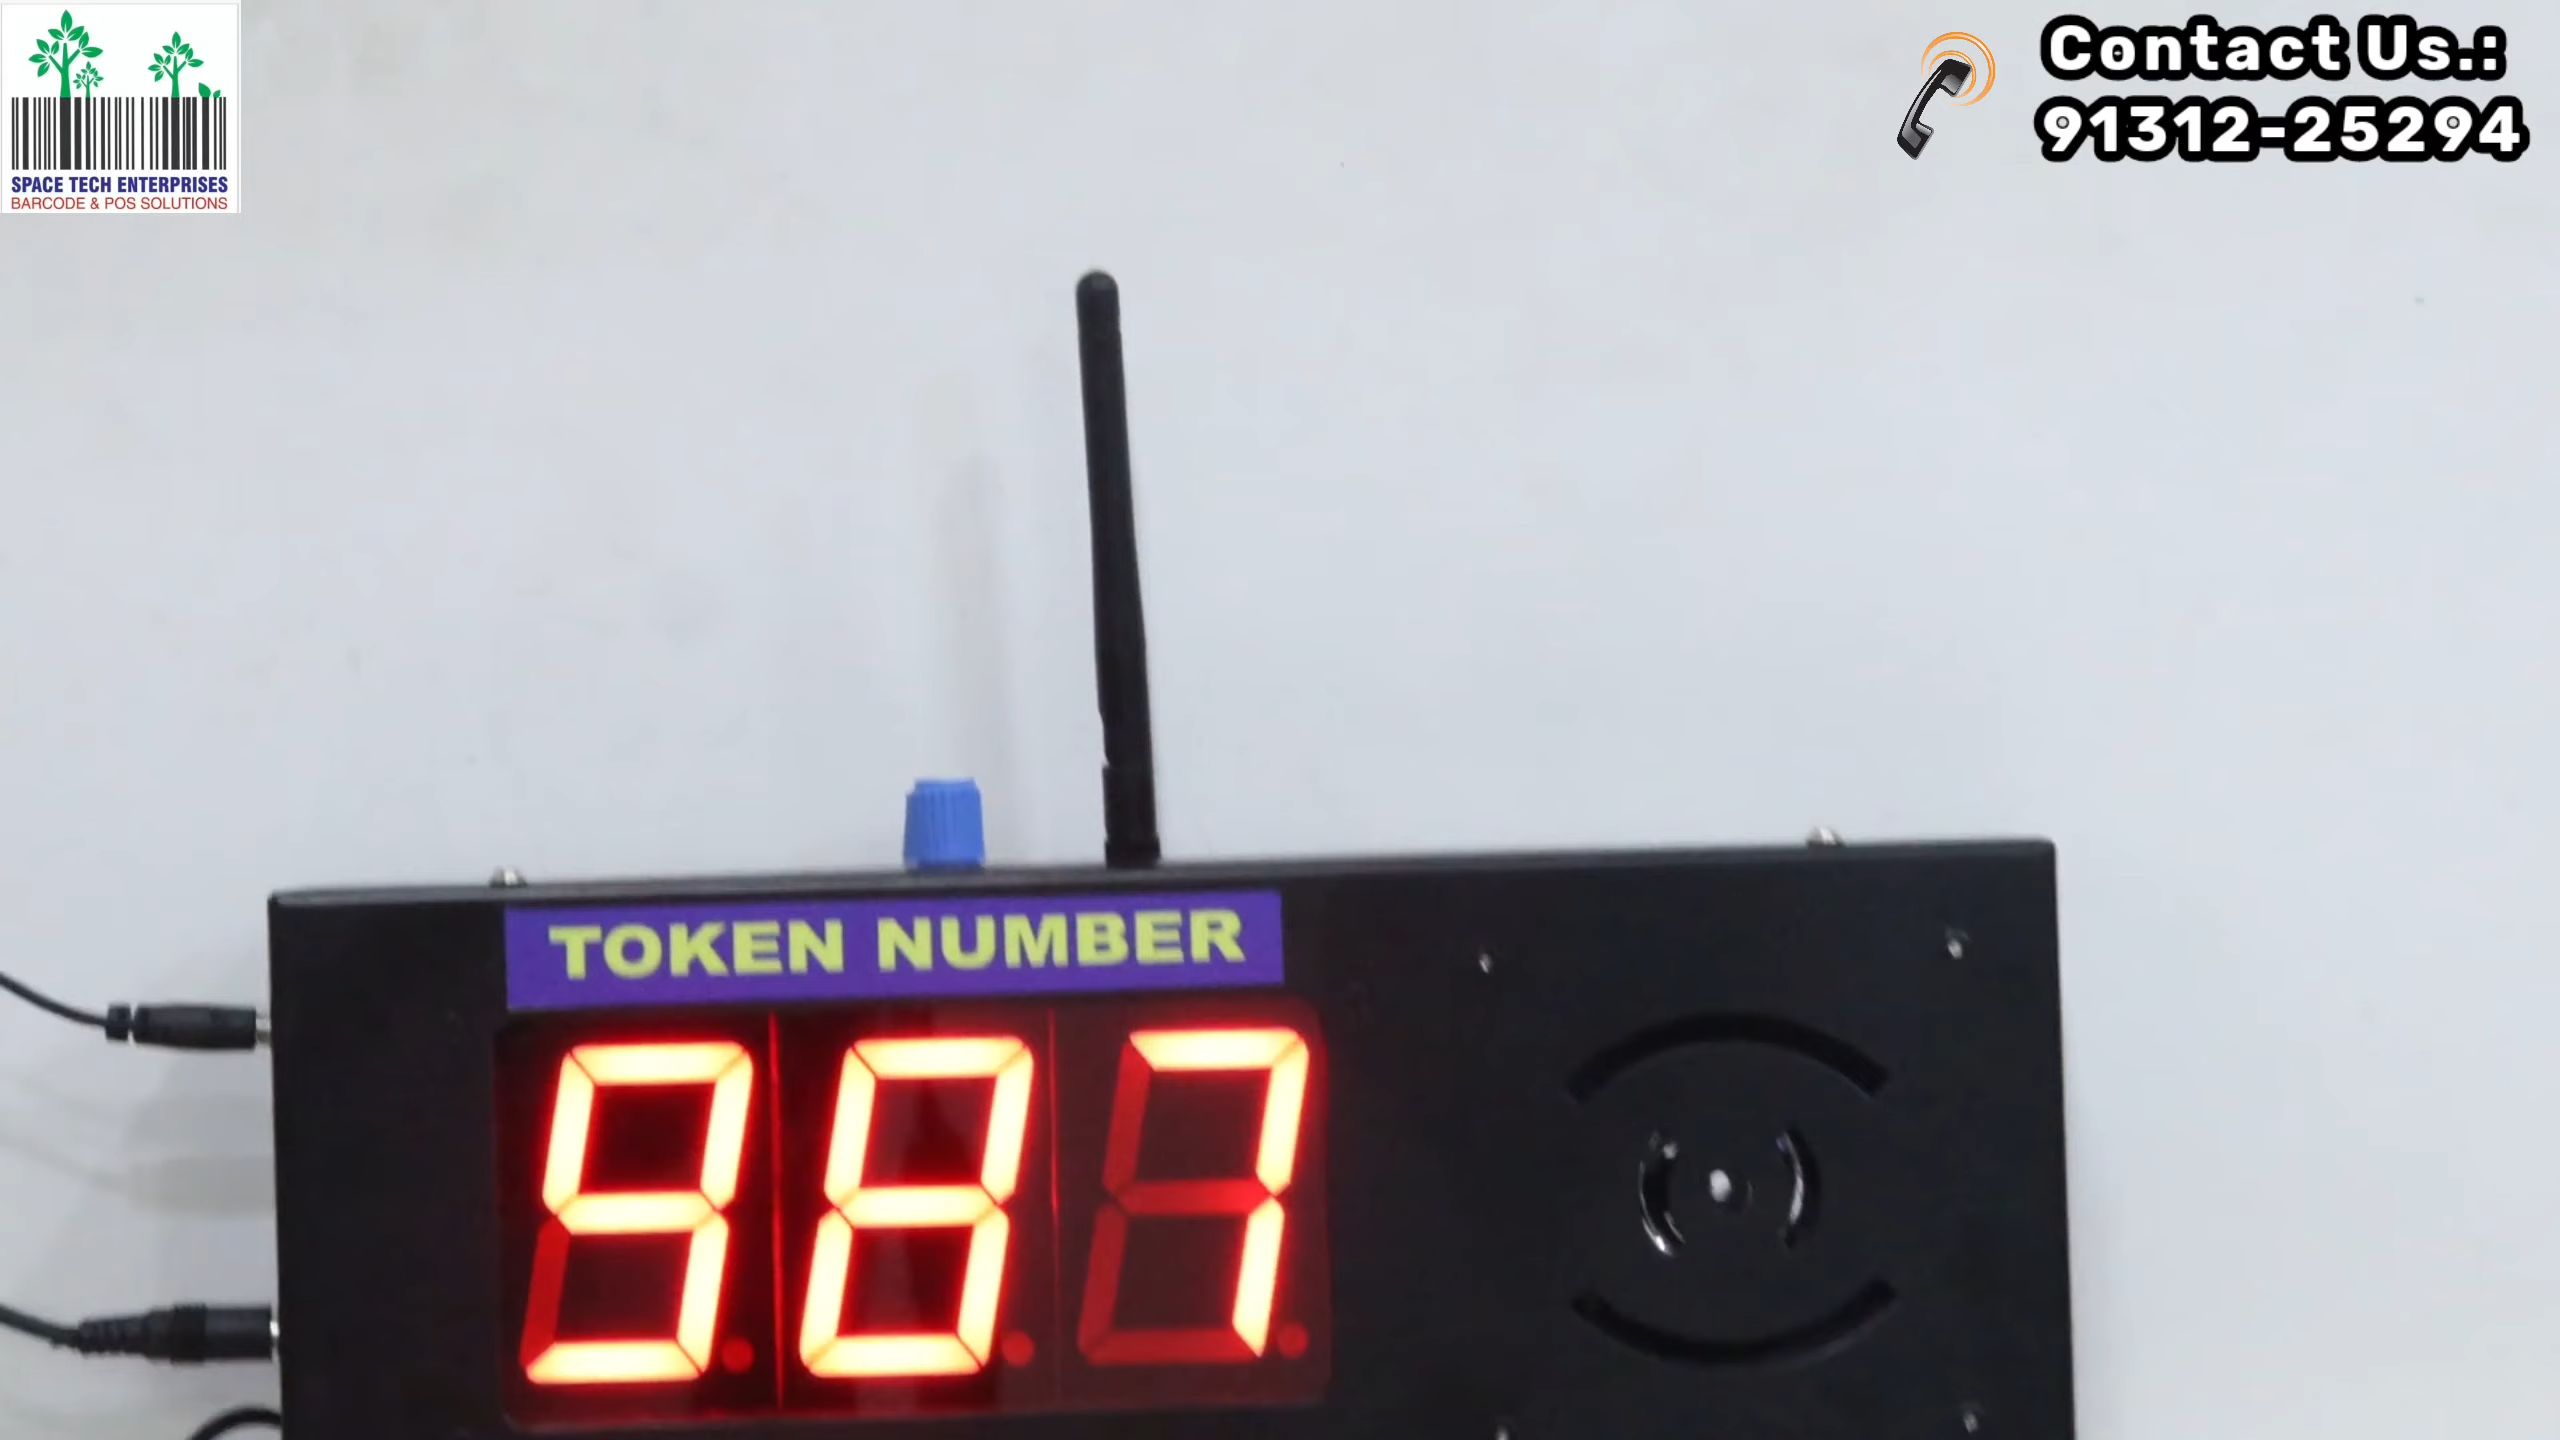 SPACE TECH ENTERPRISES
BARCODE & POS SOLUTIONS
Contact Us.:
91312-25294
TOKEN NUMBER
987